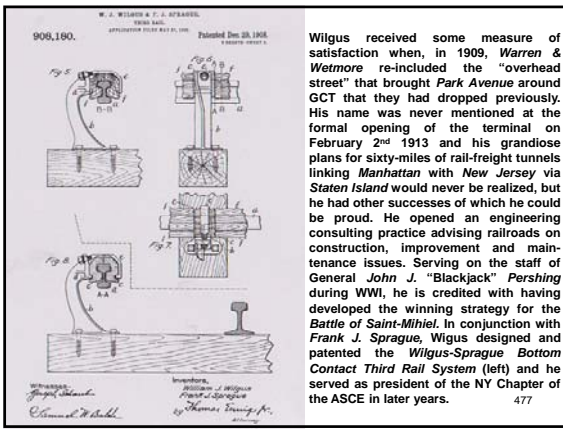 W. J. WILGUS & F. J. SPRAGUE.
THIRD RAIL.
908,180. Patented Dec. 29, 1908.
Fig. 5.
Fig. 6.
B-B
Fig. 7.
Fig. 8.
A-A
Witnesses
Inventors,
William J. Wilgus
Frank J. Sprague
by
Wilgus received some measure of
satisfaction when, in 1909, Warren &
Wetmore re-included the “overhead
street” that brought Park Avenue around
GCT that they had dropped previously.
His name was never mentioned at the
formal opening of the terminal on
February 2nd 1913 and his grandiose
plans for sixty-miles of rail-freight tunnels
linking Manhattan with New Jersey via
Staten Island would never be realized, but
he had other successes of which he could
be proud. He opened an engineering
consulting practice advising railroads on
construction, improvement and main-
tenance issues. Serving on the staff of
General John J. “Blackjack” Pershing
during WWI, he is credited with having
developed the winning strategy for the
Battle of Saint-Mihiel. In conjunction with
Frank J. Sprague, Wigus designed and
patented the Wilgus-Sprague Bottom
Contact Third Rail System (left) and he
served as president of the NY Chapter of
the ASCE in later years.
477